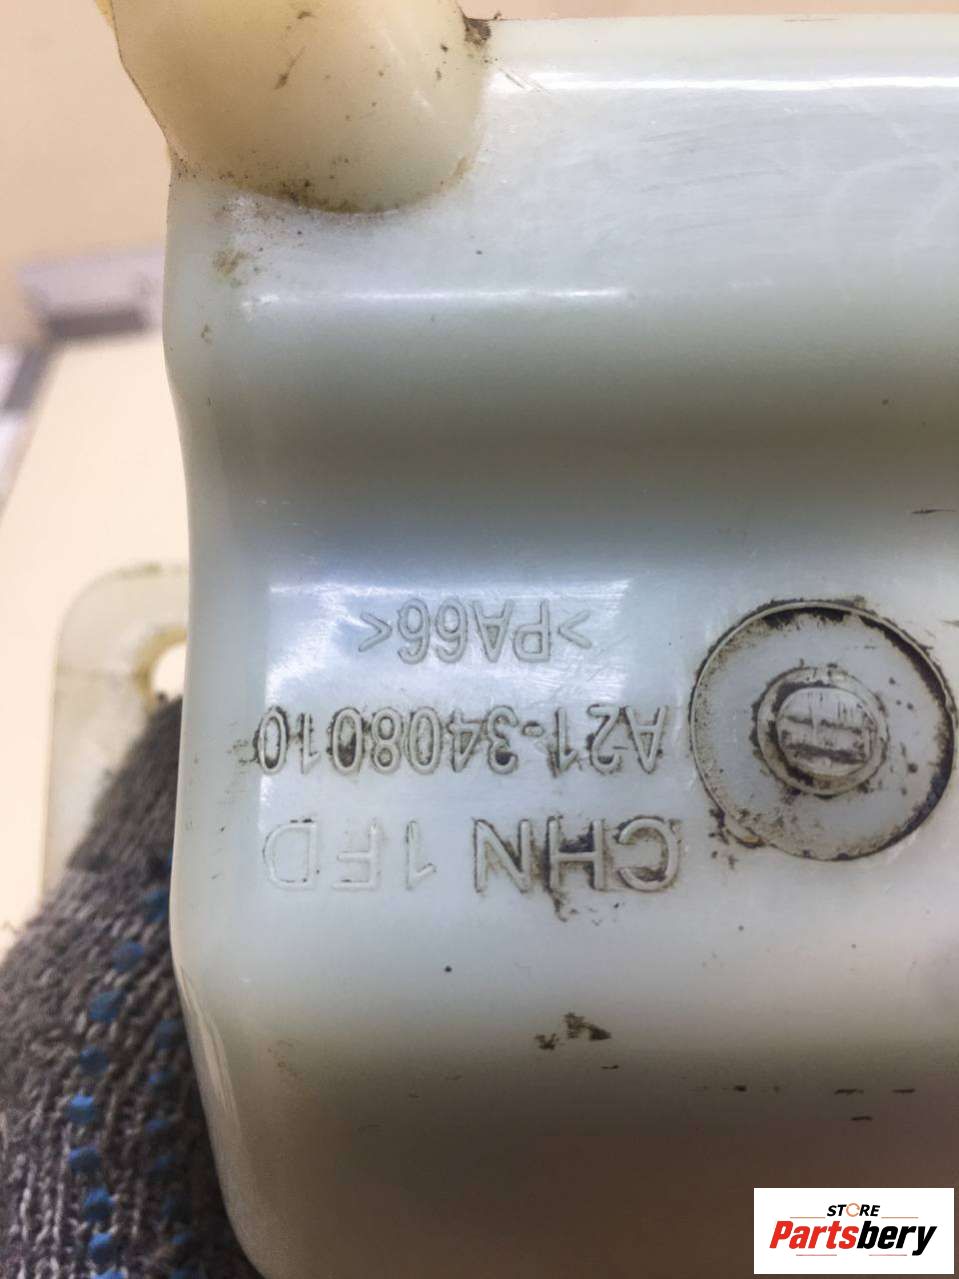 CHN 1FD
A21-3408010
>PA66<
STORE
Partsbery